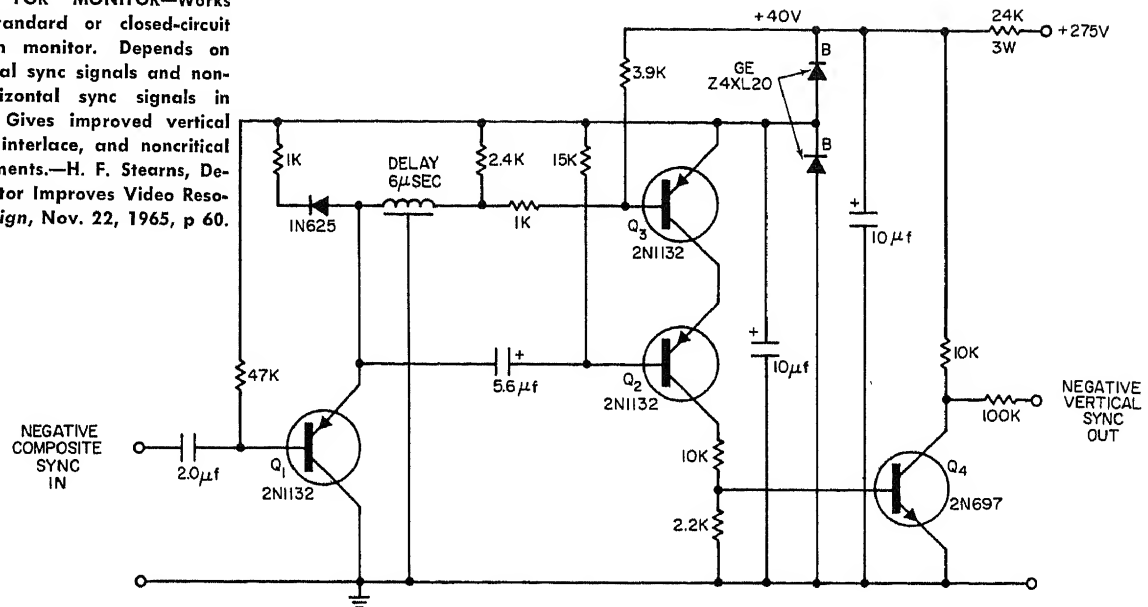 FOR MONITOR—Works
tandard or closed-circuit
monitor. Depends on
al sync signals and non-
izontal sync signals in
Gives improved vertical
interlace, and noncritical
ments.—H. F. Stearns, De-
tor Improves Video Reso-
ign, Nov. 22, 1965, p 60.
+40V
24K
3W
+275V
B
GE
Z4XL20
3.9K
B
1K
DELAY
6μSEC
2.4K
15K
1N625
1K
Q3
2N1132
+
10μf
+
10μf
47K
+
5.6μf
Q2
2N1132
10K
NEGATIVE
VERTICAL
SYNC
OUT
100K
NEGATIVE
COMPOSITE
SYNC
IN
2.0μf
Q1
2N1132
10K
Q4
2N697
2.2K